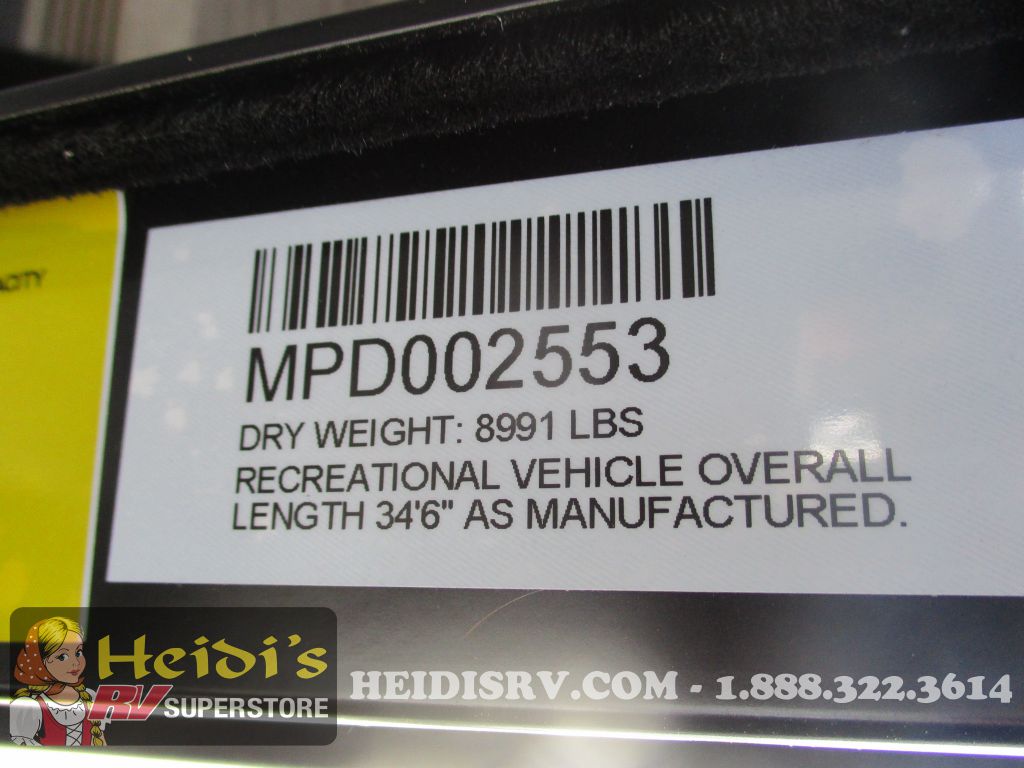 MPD002553
DRY WEIGHT: 8991 LBS
RECREATIONAL VEHICLE OVERALL
LENGTH 34'6" AS MANUFACTURED.
Heidi's
RV SUPERSTORE
HEIDISRV.COM - 1.888.322.3614